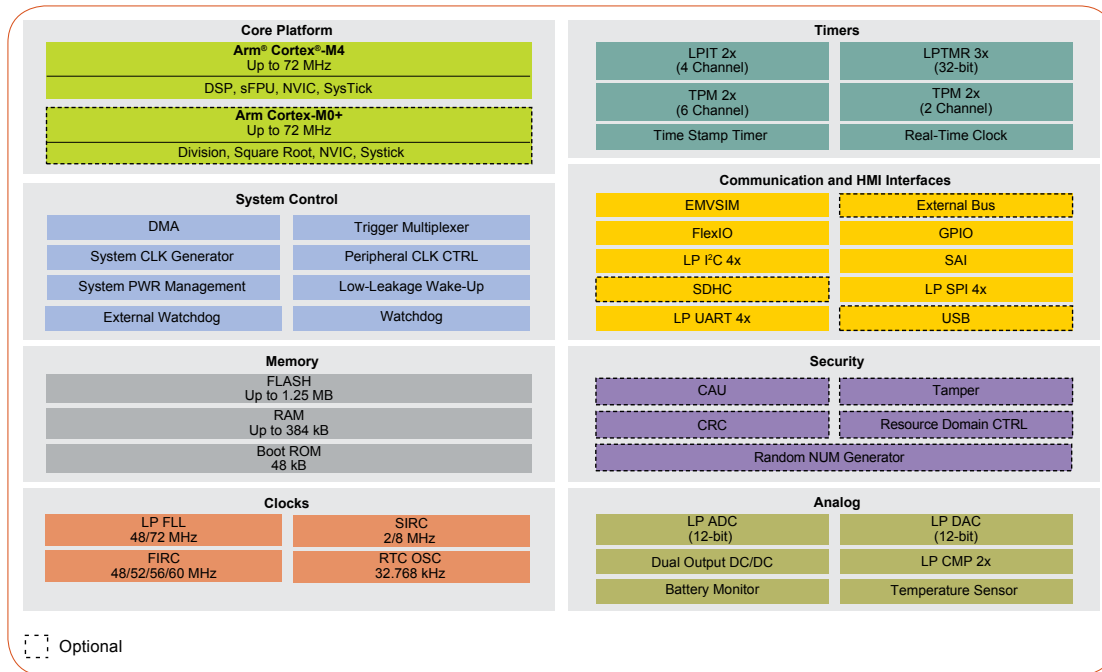 Core Platform
Arm® Cortex®-M4
Up to 72 MHz
DSP, sFPU, NVIC, SysTick
Arm Cortex-M0+
Up to 72 MHz
Division, Square Root, NVIC, Systick
System Control
DMA
Trigger Multiplexer
System CLK Generator
Peripheral CLK CTRL
System PWR Management
Low-Leakage Wake-Up
External Watchdog
Watchdog
Memory
FLASH
Up to 1.25 MB
RAM
Up to 384 kB
Boot ROM
48 kB
Clocks
LP FLL
48/72 MHz
SIRC
2/8 MHz
FIRC
48/52/56/60 MHz
RTC OSC
32.768 kHz
Timers
LPIT 2x
(4 Channel)
LPTMR 3x
(32-bit)
TPM 2x
(6 Channel)
TPM 2x
(2 Channel)
Time Stamp Timer
Real-Time Clock
Communication and HMI Interfaces
EMVSIM
External Bus
FlexIO
GPIO
LP I²C 4x
SAI
SDHC
LP SPI 4x
LP UART 4x
USB
Security
CAU
Tamper
CRC
Resource Domain CTRL
Random NUM Generator
Analog
LP ADC
(12-bit)
LP DAC
(12-bit)
Dual Output DC/DC
LP CMP 2x
Battery Monitor
Temperature Sensor
Optional